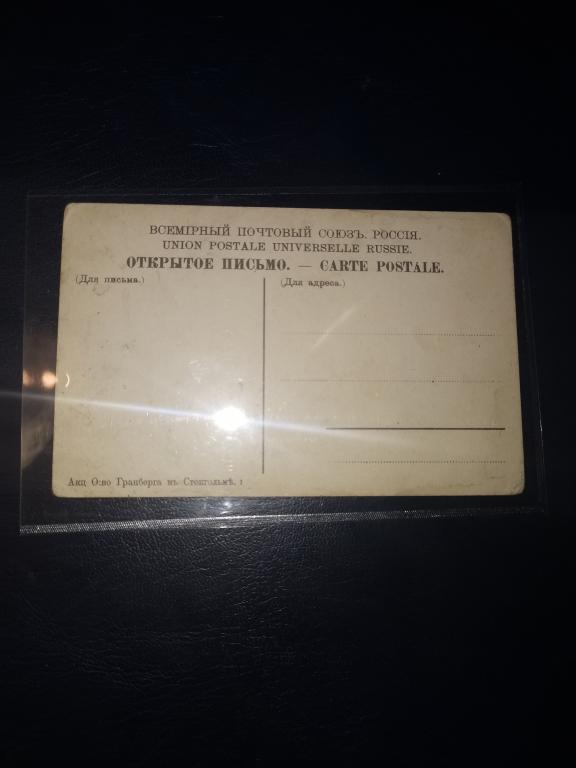 ВСЕМІРНЫЙ ПОЧТОВЫЙ СОЮЗЪ. РОССІЯ.
UNION POSTALE UNIVERSELLE RUSSIE.
ОТКРЫТОЕ ПИСЬМО. — CARTE POSTALE.
(Для письма.)
(Для адреса.)
Акц О:во Гранберга въ Стокгольмѣ. 1